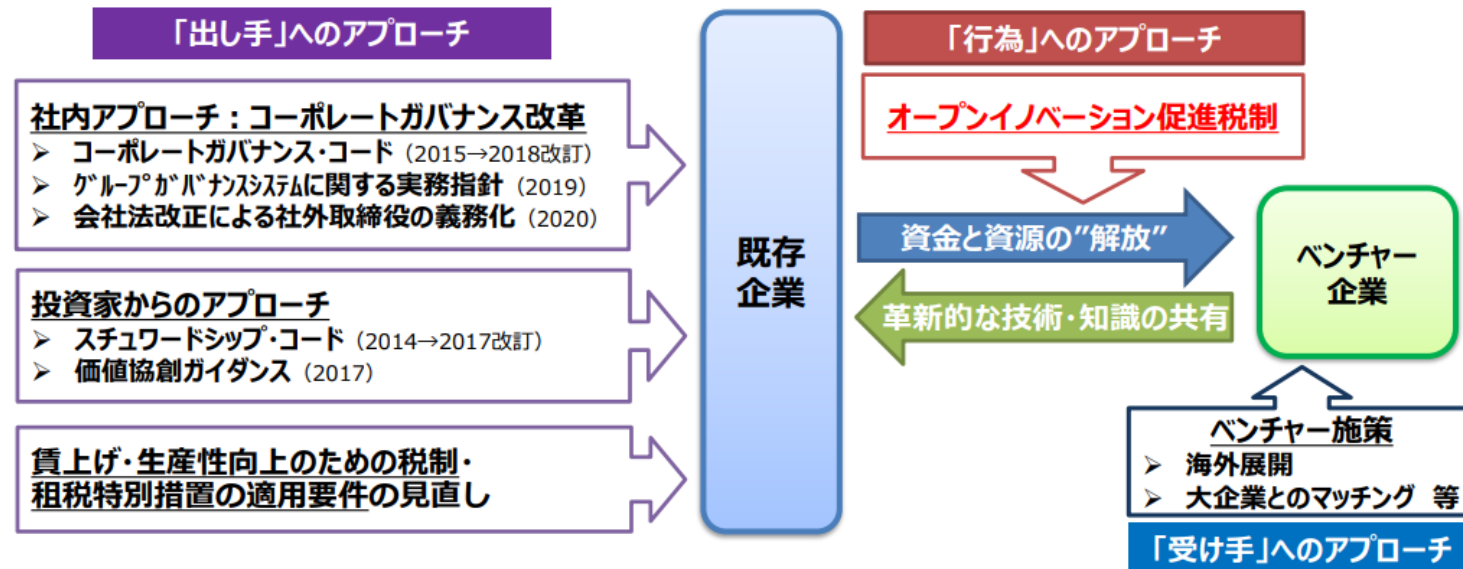 「出し手」へのアプローチ
社内アプローチ：コーポレートガバナンス改革
➢ コーポレートガバナンス・コード（2015→2018改訂）
➢ ｸﾞﾙｰﾌﾟｶﾞﾊﾞﾅﾝｽｼｽﾃﾑに関する実務指針（2019）
➢ 会社法改正による社外取締役の義務化（2020）
投資家からのアプローチ
➢ スチュワードシップ・コード（2014→2017改訂）
➢ 価値協創ガイダンス（2017）
賃上げ・生産性向上のための税制・
租税特別措置の適用要件の見直し
既存
企業
「行為」へのアプローチ
オープンイノベーション促進税制
資金と資源の”解放”
革新的な技術・知識の共有
ベンチャー
企業
ベンチャー施策
➢ 海外展開
➢ 大企業とのマッチング 等
「受け手」へのアプローチ